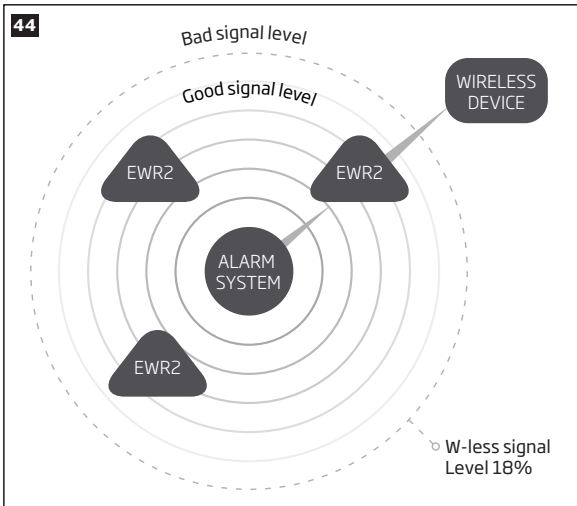 44
Bad signal level
Good signal level
WIRELESS
DEVICE
EWR2
EWR2
ALARM
SYSTEM
EWR2
W-less signal
Level 18%